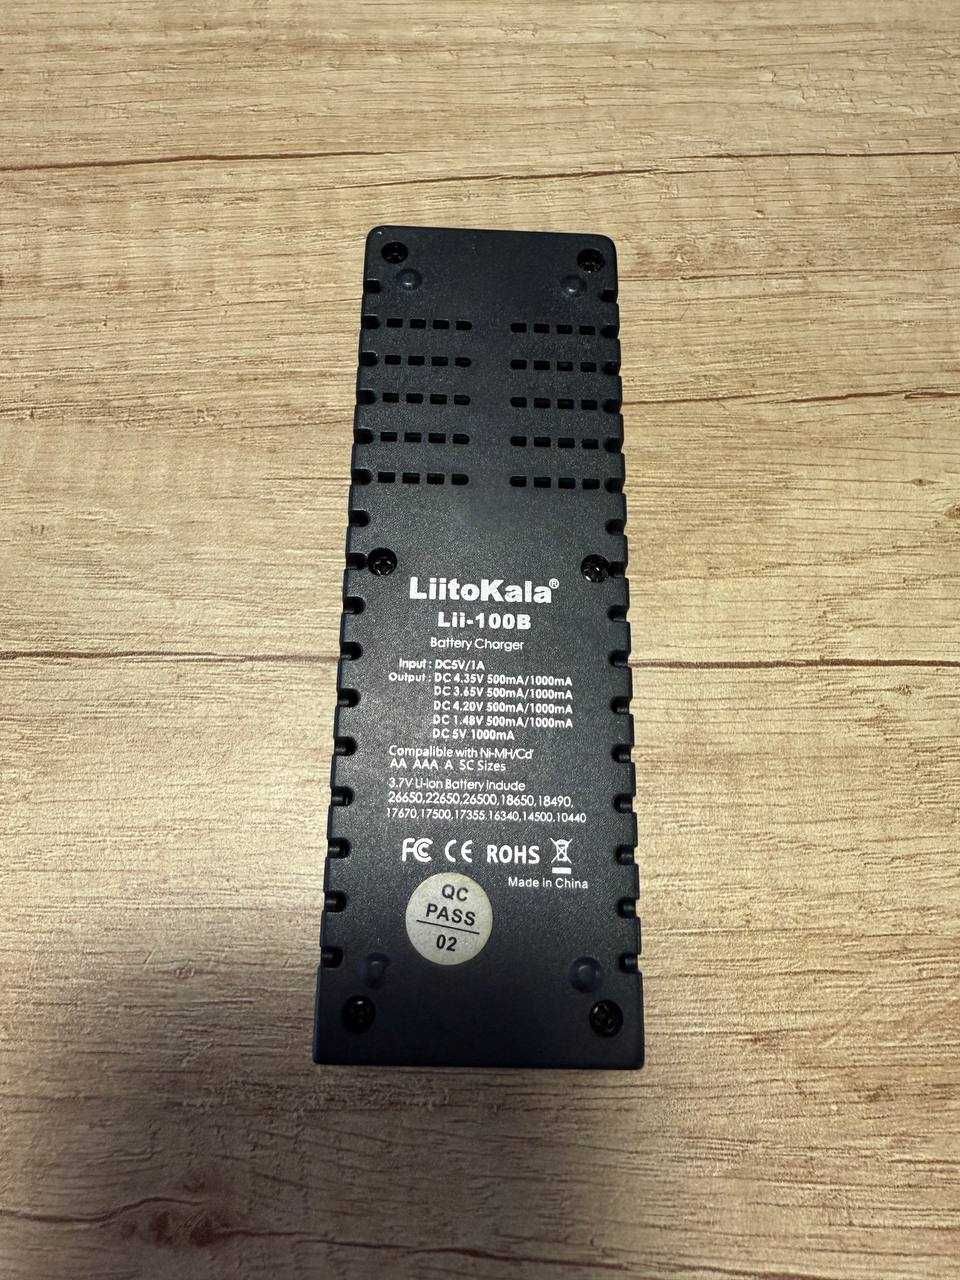 LiitoKala®
Lii-100B
Battery Charger
Input : DC5V/1A
Output : DC 4.35V 500mA/1000mA
DC 3.65V 500mA/1000mA
DC 4.20V 500mA/1000mA
DC 1.48V 500mA/1000mA
DC 5V 1000mA
Compalible with Ni-MH/Cd
AA AAA A SC Sizes
3.7V Li-ion Battery include
26650,22650,26500,18650,18490,
17670,17500,17355,16340,14500,10440
FC CE ROHS
Made in China
QC
PASS
02